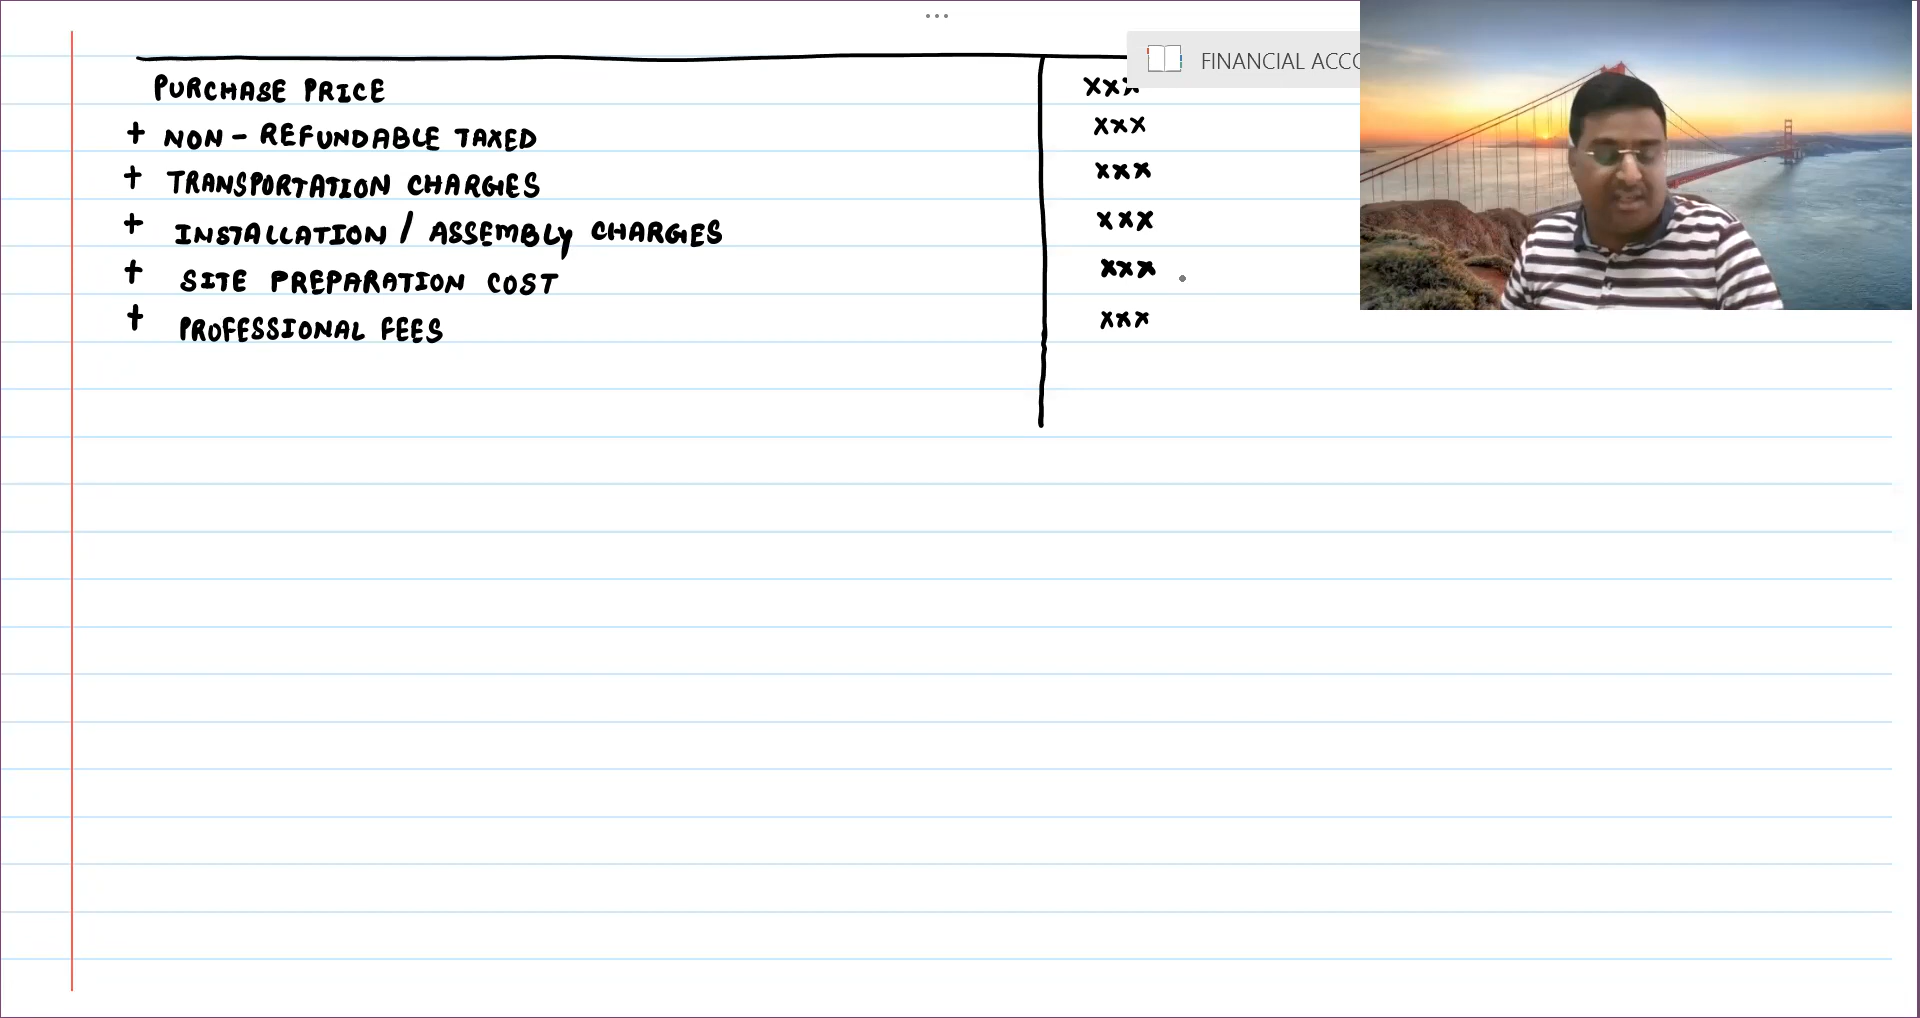 FINANCIAL ACCO
PURCHASE PRICE xxx
+ NON - REFUNDABLE TAXED xxx
+ TRANSPORTATION CHARGES xxx
+ INSTALLATION / ASSEMBLY CHARGES xxx
+ SITE PREPARATION COST xxx
+ PROFESSIONAL FEES xxx